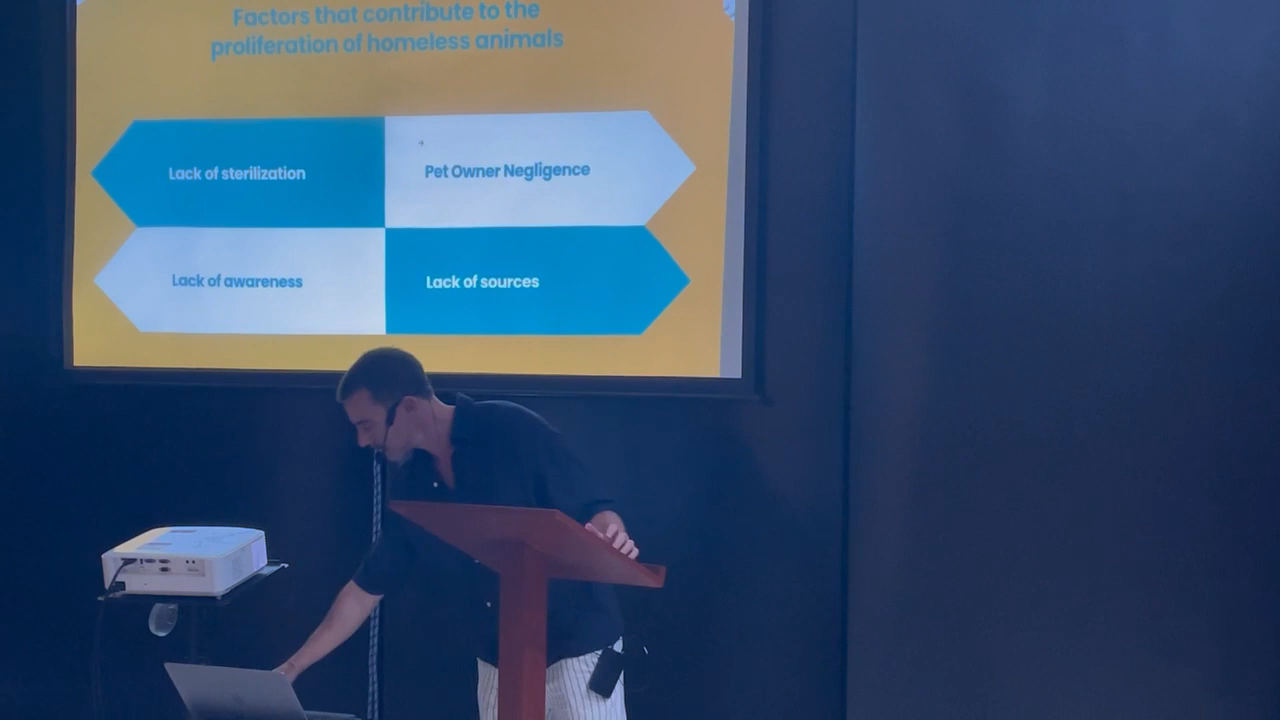 Factors that contribute to the
proliferation of homeless animals
Lack of sterilization
Pet Owner Negligence
Lack of awareness
Lack of sources